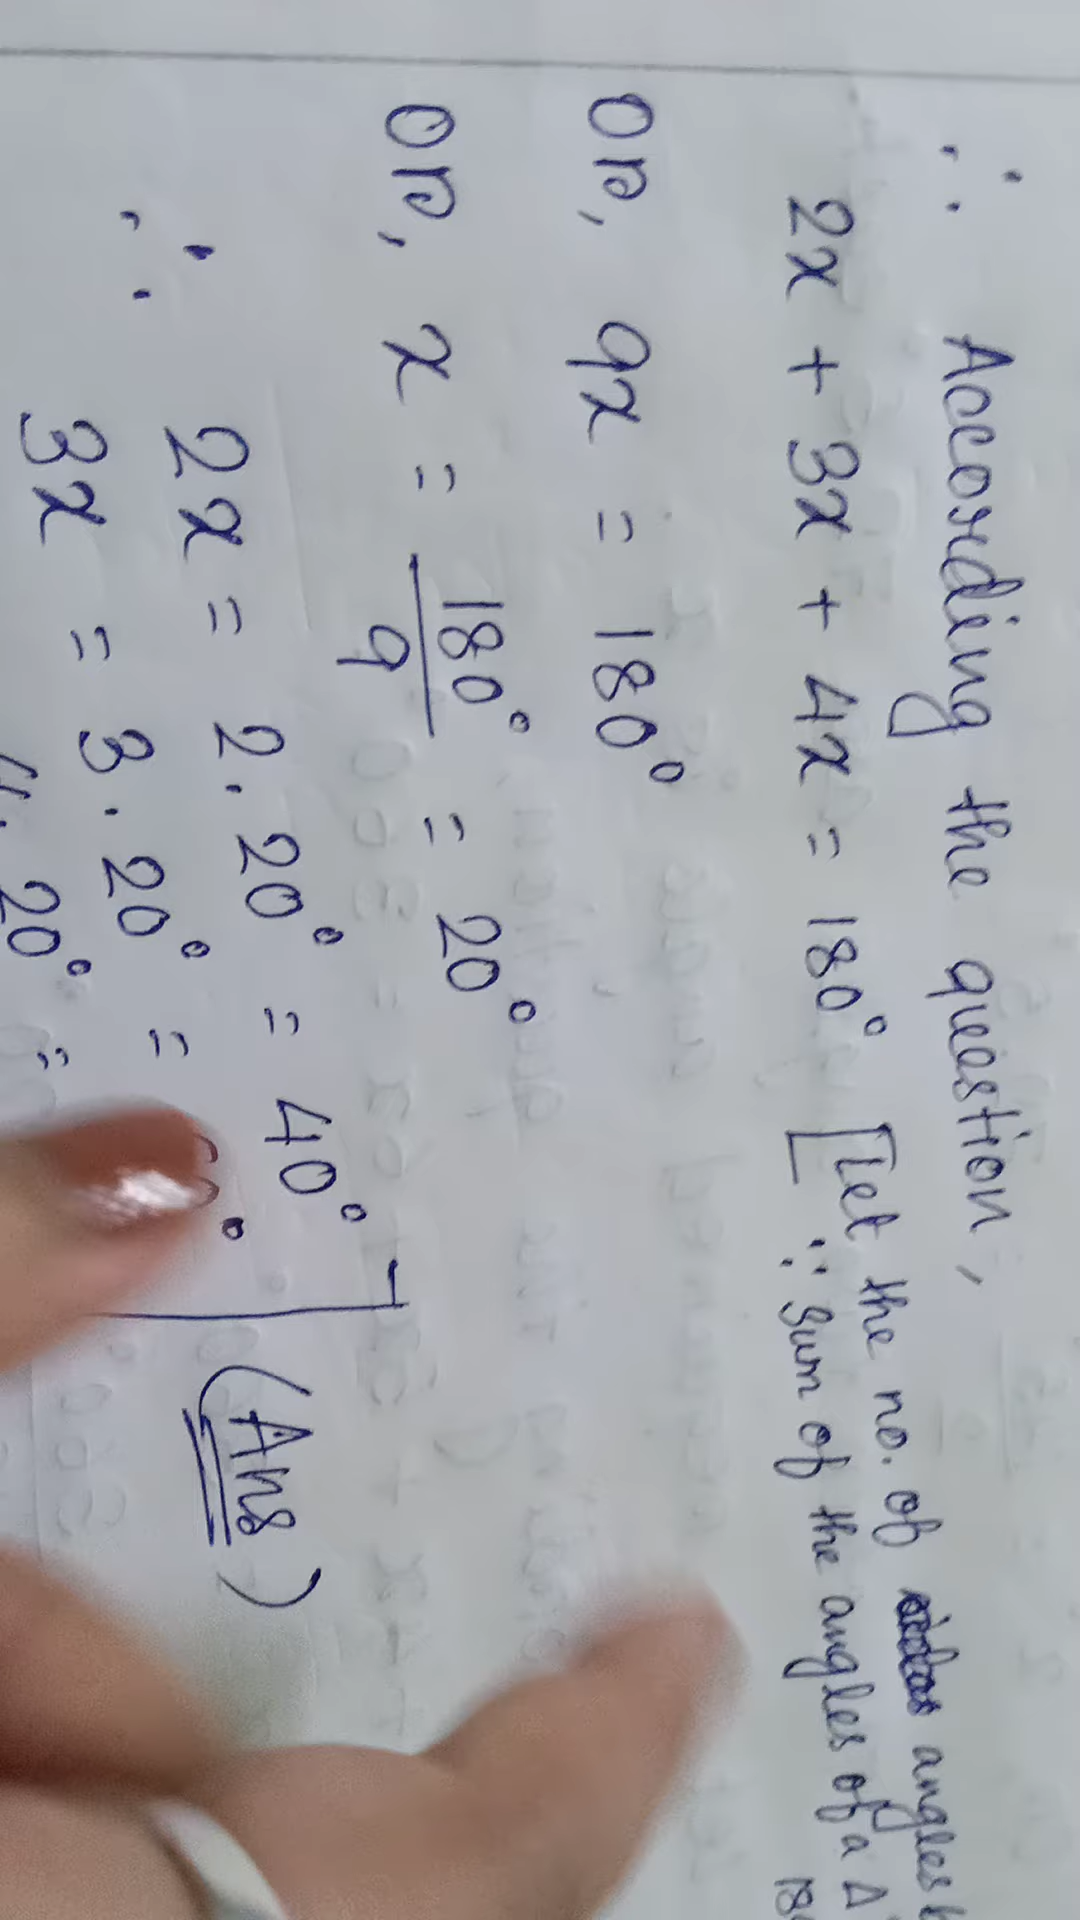 ∴ According the question,
2x + 3x + 4x = 180° [Let the no. of angles
∵ Sum of the angles of a Δ
or, 9x = 180°
or, x = 180°/9 = 20°
∴ 2x = 2.20° = 40°
3x = 3.20° =
20° =
(Ans)